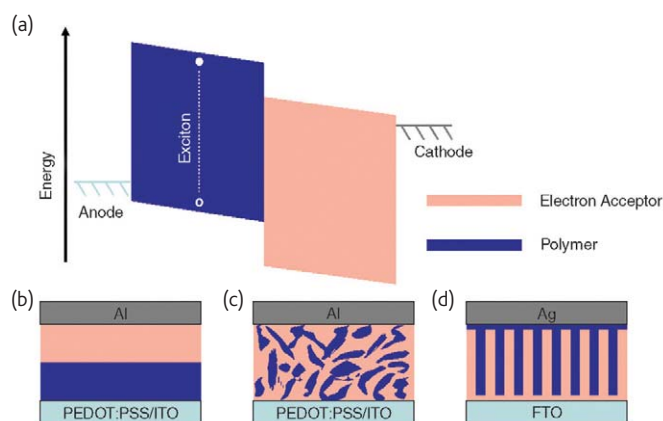 (a)
Energy
Exciton
Anode
Cathode
Electron Acceptor
Polymer
(b)
Al
PEDOT:PSS/ITO
(c)
Al
PEDOT:PSS/ITO
(d)
Ag
FTO